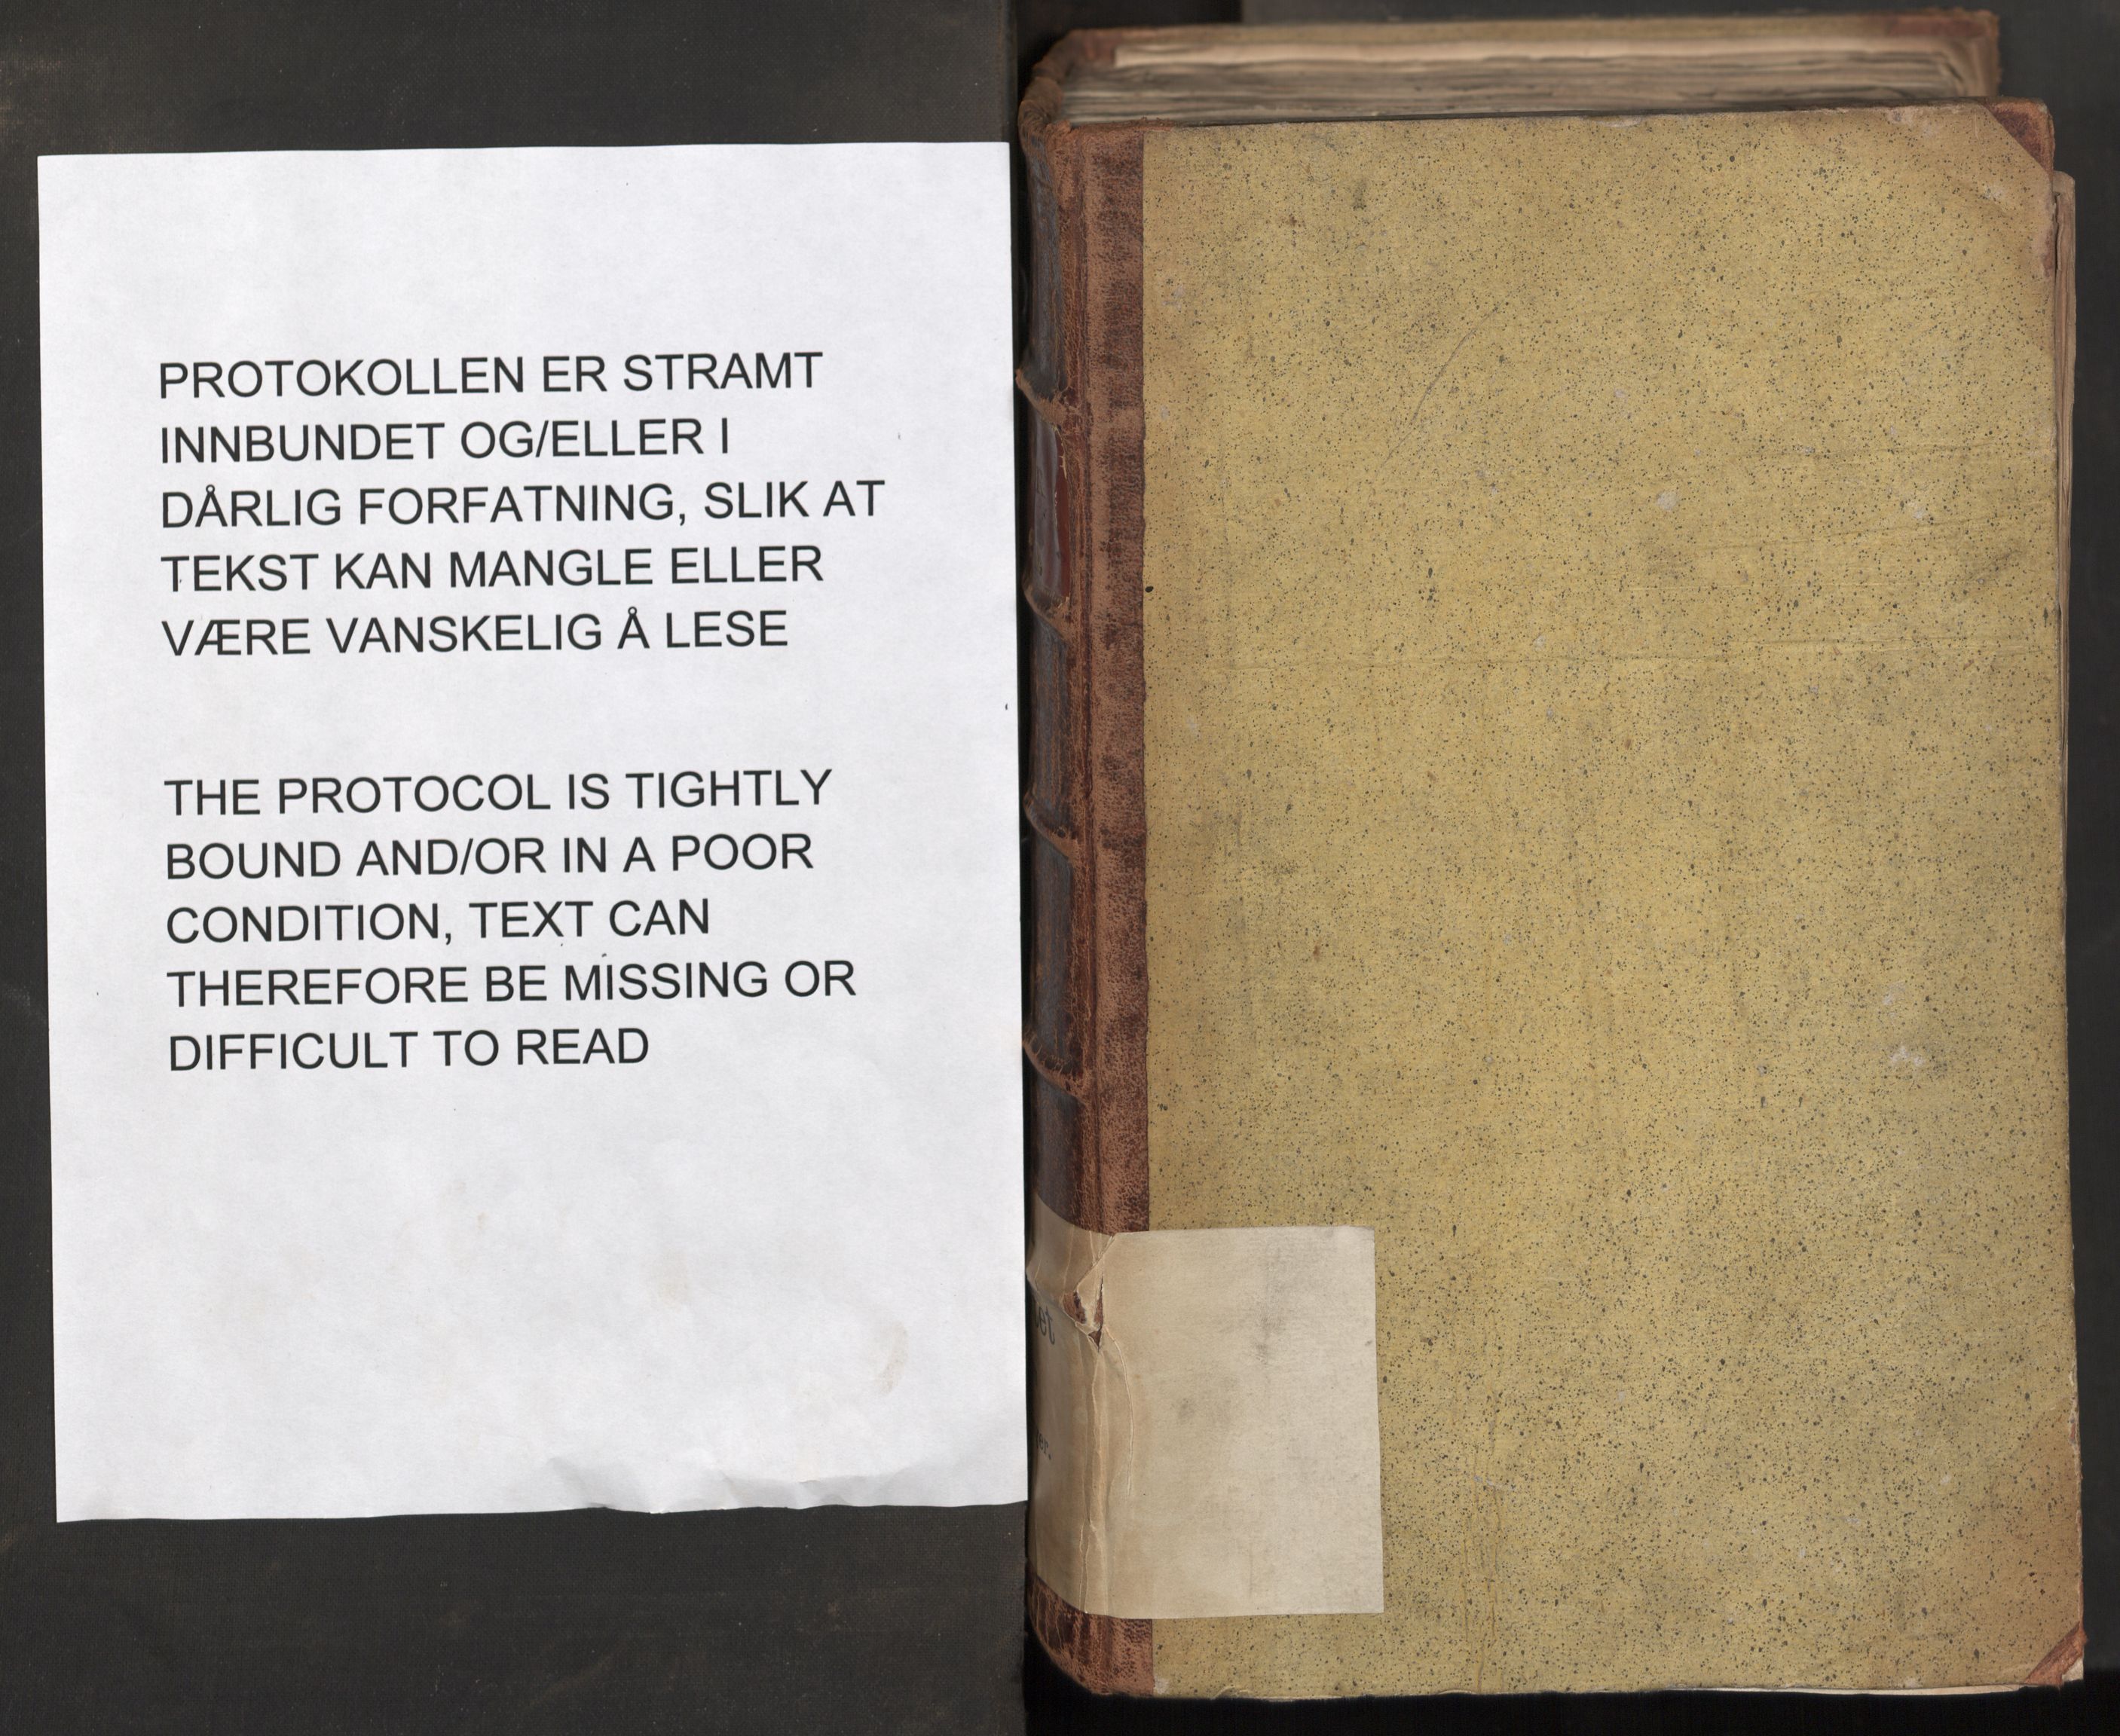 PROTOKOLLEN ER STRAMT
INNBUNDET OG/ELLER I
DÅRLIG FORFATNING, SLIK AT
TEKST KAN MANGLE ELLER
VÆRE VANSKELIG Å LESE
THE PROTOCOL IS TIGHTLY
BOUND AND/OR IN A POOR
CONDITION, TEXT CAN
THEREFORE BE MISSING OR
DIFFICULT TO READ